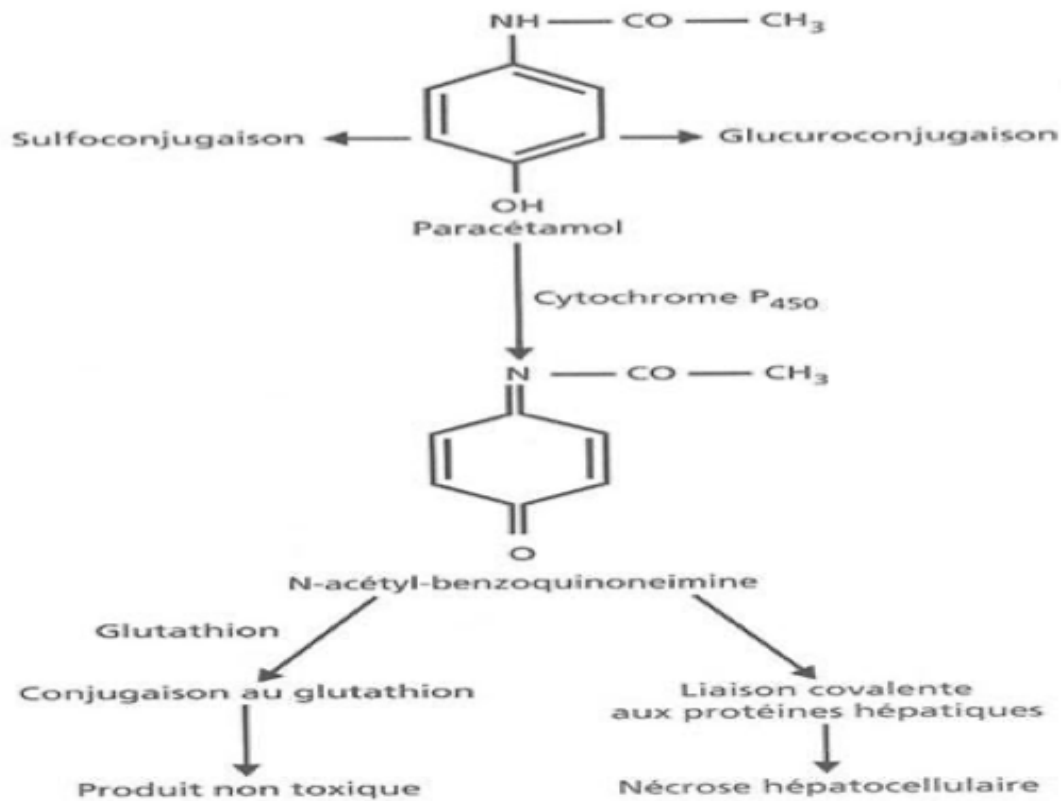 NH — CO — CH3
Sulfoconjugaison
Glucuroconjugaison
OH
Paracétamol
Cytochrome P450
N — CO — CH3
O
N-acétyl-benzoquinoneimine
Glutathion
Conjugaison au glutathion
Liaison covalente
aux protéines hépatiques
Produit non toxique
Nécrose hépatocellulaire